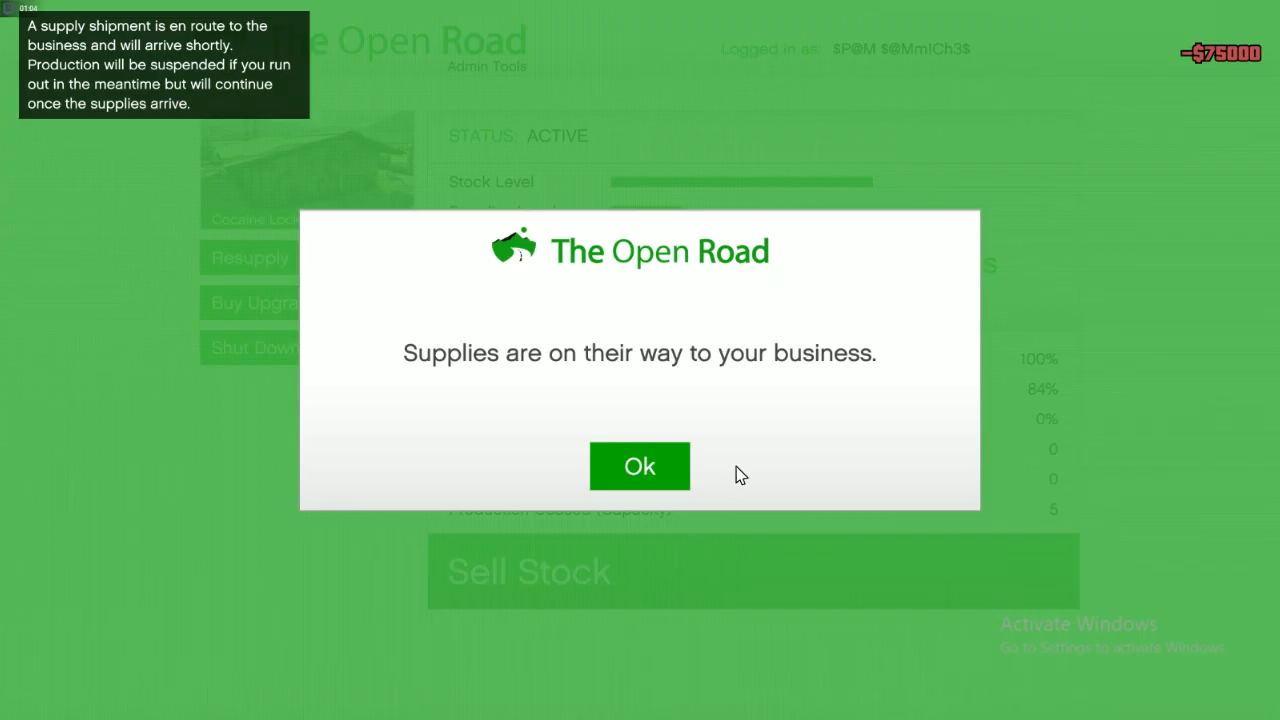 01:04
A supply shipment is en route to the
business and will arrive shortly.
Production will be suspended if you run
out in the meantime but will continue
once the supplies arrive.
The Open Road
Admin Tools
Logged in as: $P@M $@MmICh3$
-$75000
STATUS: ACTIVE
Stock Level
Resupply
Buy Upgra
Shut Down
The Open Road
Supplies are on their way to your business.
Ok
100%
84%
0%
0
0
Production Ceased (Capacity) 5
Sell Stock
Activate Windows
Go to Settings to activate Windows.